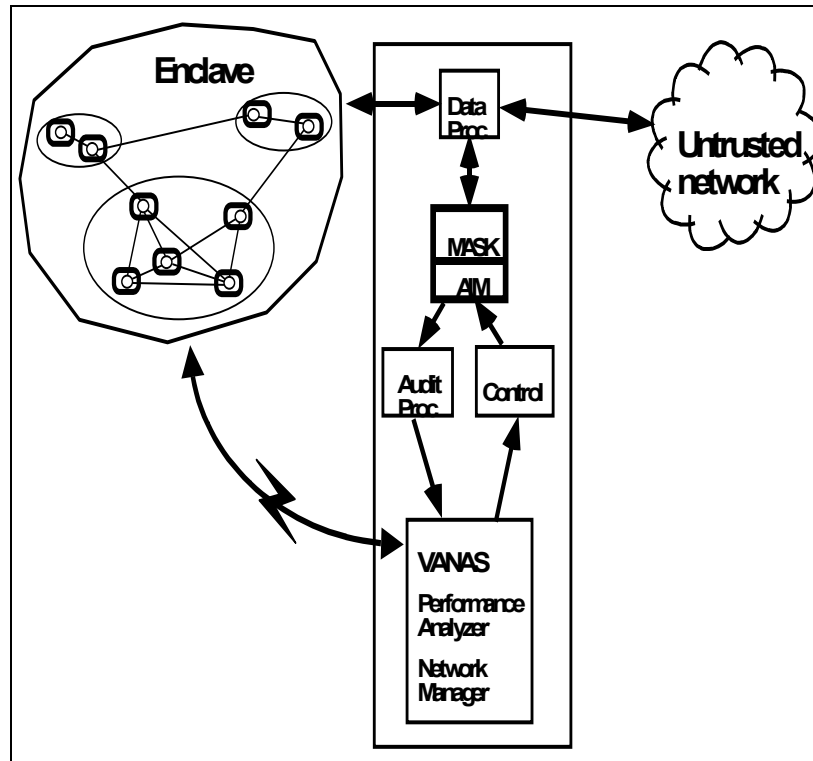 Enclave
Data
Proc.
Untrusted
network
MASK
AIM
Audit
Proc.
Control
VANAS
Performance
Analyzer
Network
Manager